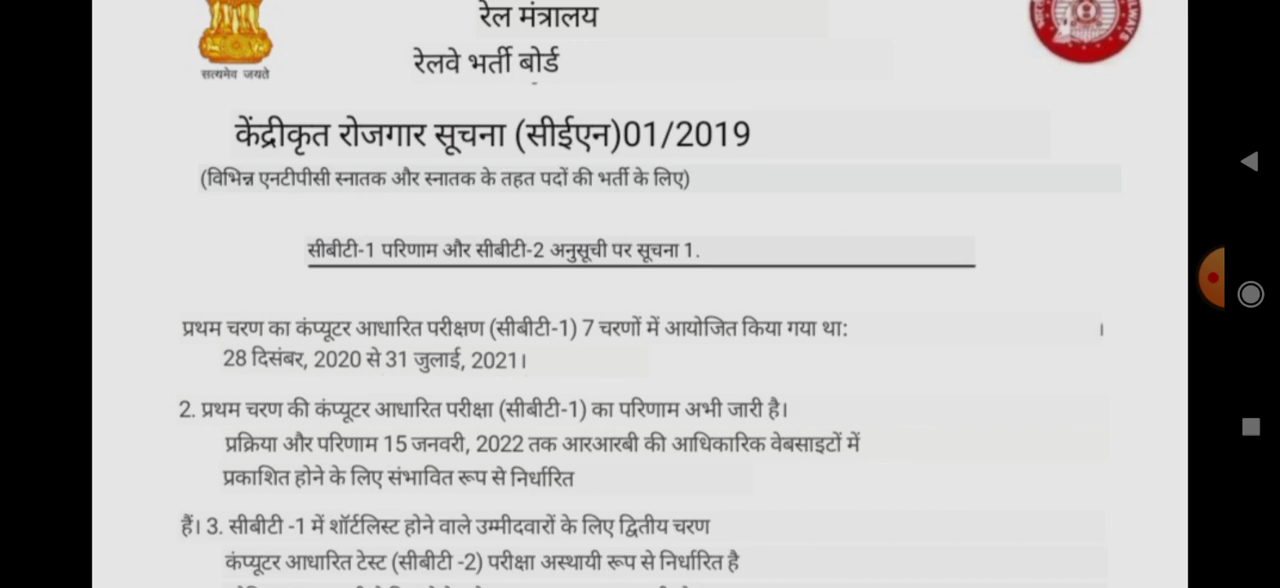 रेल मंत्रालय
सत्यमेव जयते
रेलवे भर्ती बोर्ड
केंद्रीकृत रोजगार सूचना (सीईएन)01/2019
(विभिन्न एनटीपीसी स्नातक और स्नातक के तहत पदों की भर्ती के लिए)
सीबीटी-1 परिणाम और सीबीटी-2 अनुसूची पर सूचना 1.
प्रथम चरण का कंप्यूटर आधारित परीक्षण (सीबीटी-1) 7 चरणों में आयोजित किया गया था: ।
28 दिसंबर, 2020 से 31 जुलाई, 2021।
2. प्रथम चरण की कंप्यूटर आधारित परीक्षा (सीबीटी-1) का परिणाम अभी जारी है।
प्रक्रिया और परिणाम 15 जनवरी, 2022 तक आरआरबी की आधिकारिक वेबसाइटों में
प्रकाशित होने के लिए संभावित रूप से निर्धारित
हैं। 3. सीबीटी -1 में शॉर्टलिस्ट होने वाले उम्मीदवारों के लिए द्वितीय चरण
कंप्यूटर आधारित टेस्ट (सीबीटी -2) परीक्षा अस्थायी रूप से निर्धारित है